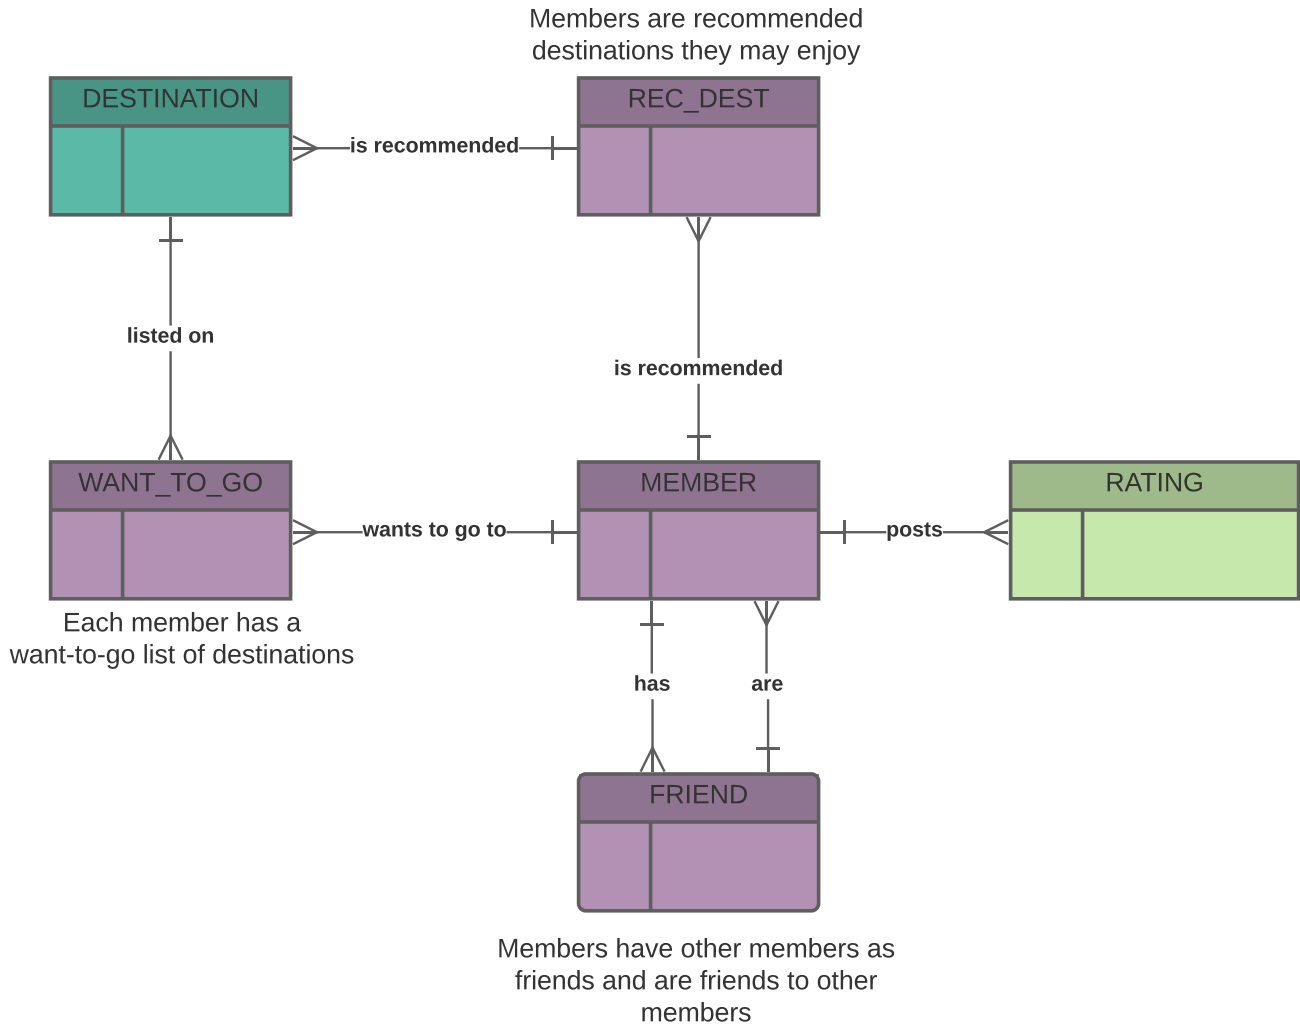 Members are recommended
destinations they may enjoy
DESTINATION
REC_DEST
is recommended
listed on
is recommended
WANT_TO_GO
MEMBER
RATING
wants to go to
posts
Each member has a
want-to-go list of destinations
has
are
FRIEND
Members have other members as
friends and are friends to other
members